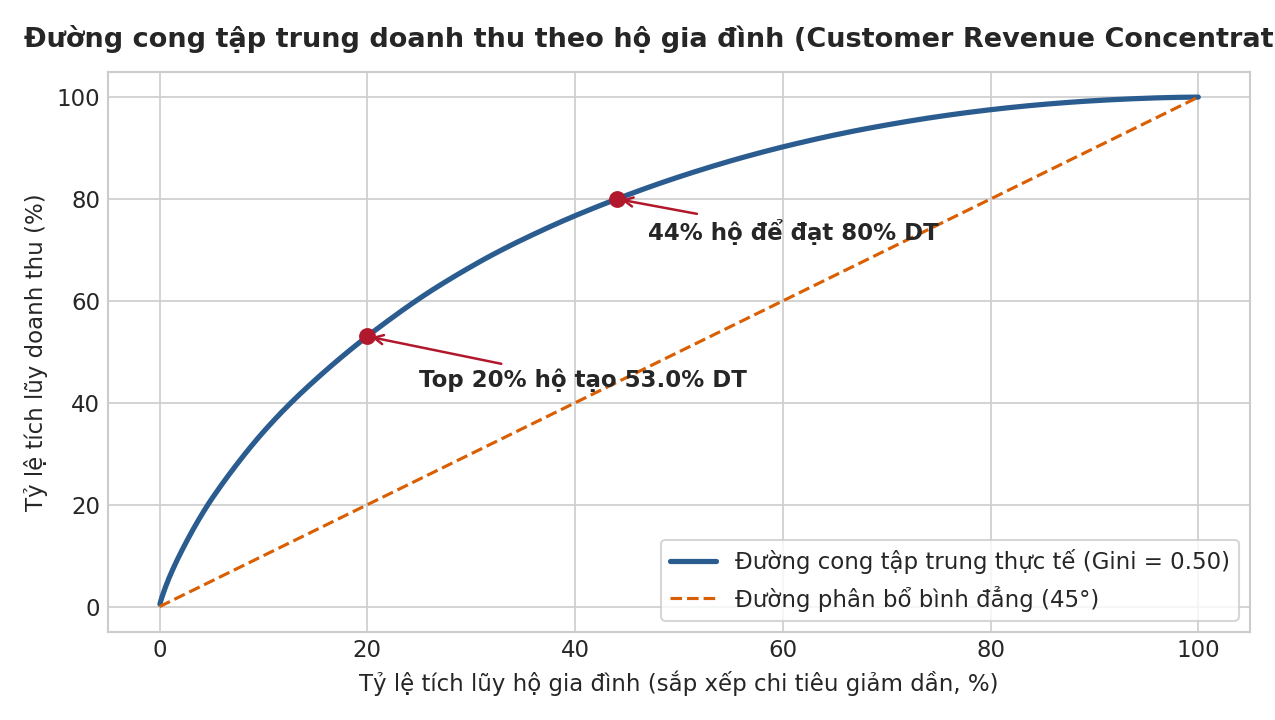 Đường cong tập trung doanh thu theo hộ gia đình (Customer Revenue Concentrat
100
80
60
40
20
0
Tỷ lệ tích lũy doanh thu (%)
44% hộ để đạt 80% DT
Top 20% hộ tạo 53.0% DT
Đường cong tập trung thực tế (Gini = 0.50)
Đường phân bổ bình đẳng (45°)
0 20 40 60 80 100
Tỷ lệ tích lũy hộ gia đình (sắp xếp chi tiêu giảm dần, %)